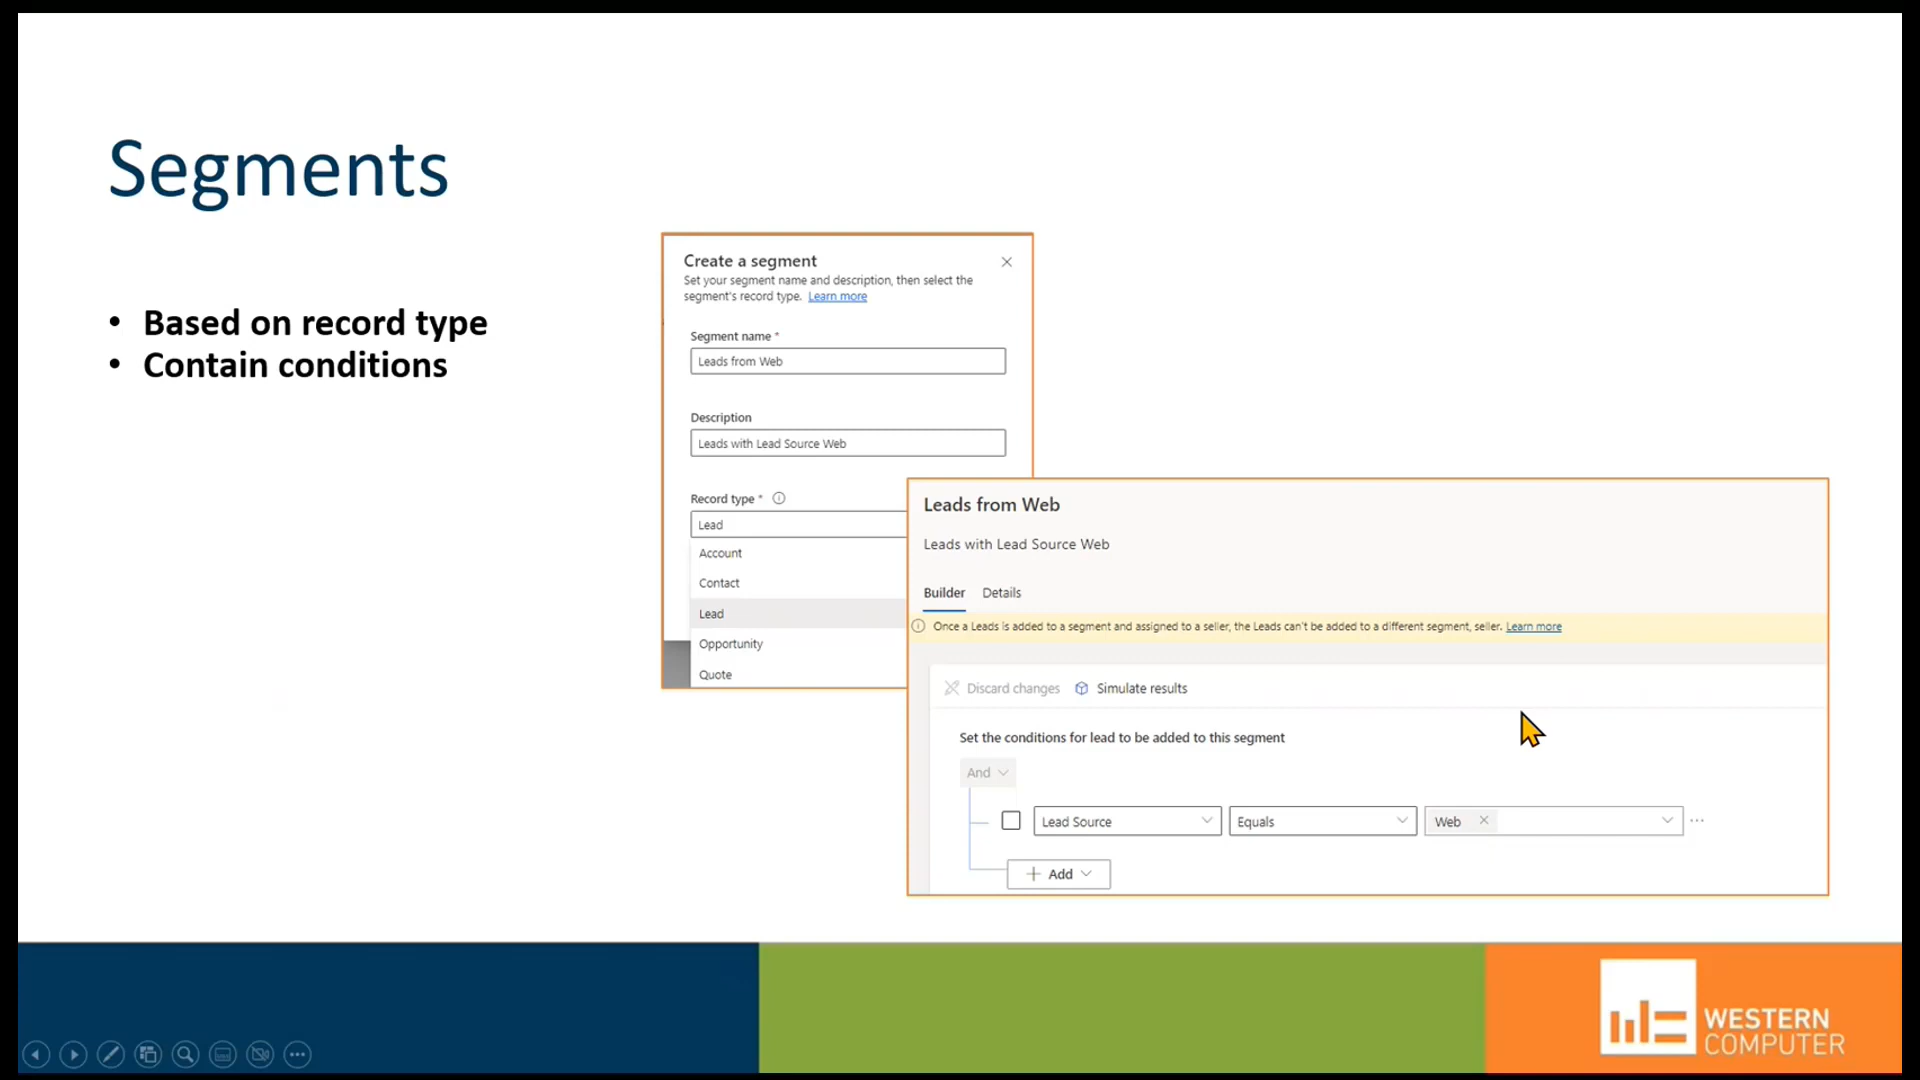 Segments
• Based on record type
• Contain conditions
Create a segment
Set your segment name and description, then select the
segment's record type. Learn more
Segment name *
Leads from Web
Description
Leads with Lead Source Web
Record type *
Lead
Account
Contact
Lead
Opportunity
Quote
Leads from Web
Leads with Lead Source Web
Builder Details
Once a Leads is added to a segment and assigned to a seller, the Leads can't be added to a different segment, seller. Learn more
Discard changes Simulate results
Set the conditions for lead to be added to this segment
And
Lead Source Equals Web
Add
WESTERN
COMPUTER